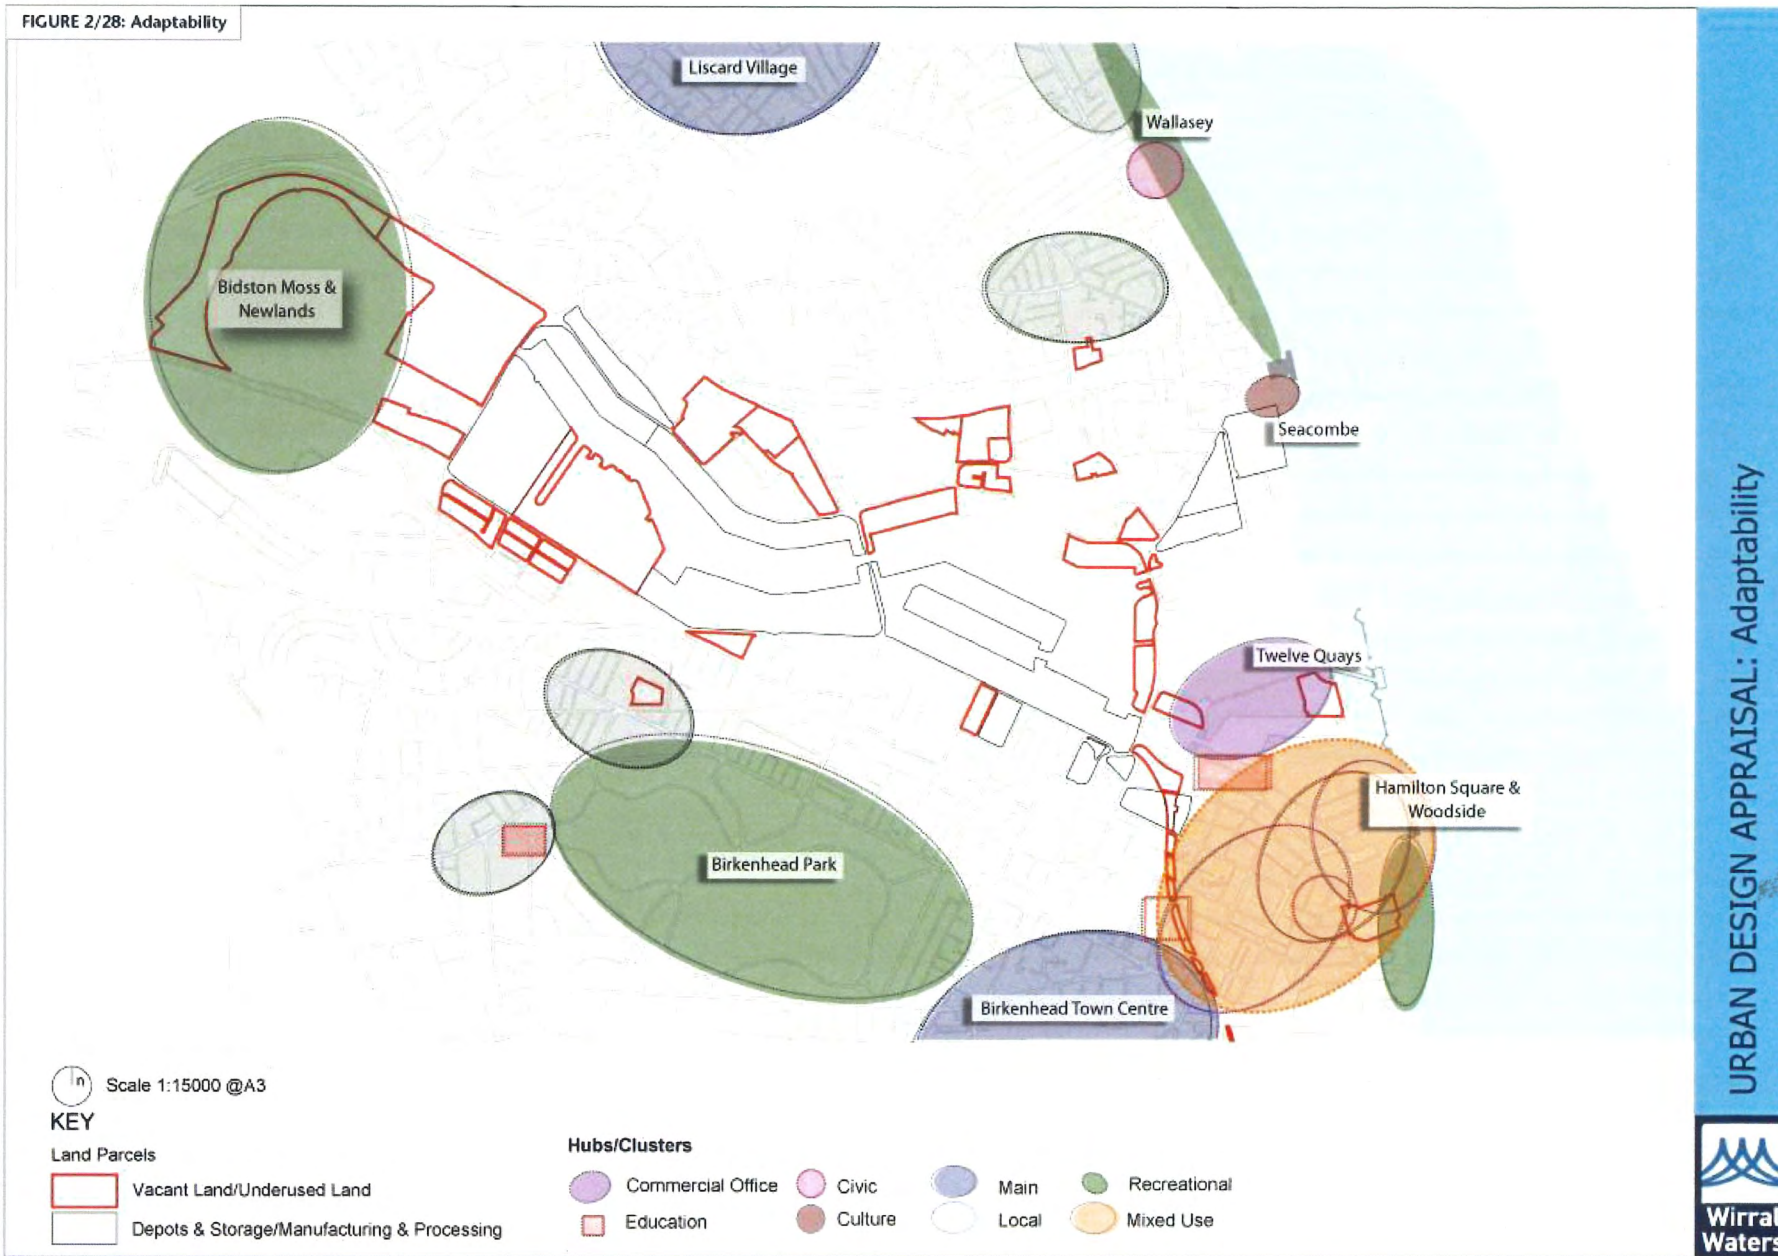 FIGURE 2/28: Adaptability
Liscard Village
Wallasey
Bidston Moss &
Newlands
Seacombe
Twelve Quays
Hamilton Square &
Woodside
Birkenhead Park
Birkenhead Town Centre
n
Scale 1:15000 @A3
KEY
Land Parcels
Vacant Land/Underused Land
Depots & Storage/Manufacturing & Processing
Hubs/Clusters
Commercial Office
Civic
Main
Recreational
Education
Culture
Local
Mixed Use
URBAN DESIGN APPRAISAL: Adaptability
Wirral
Waters